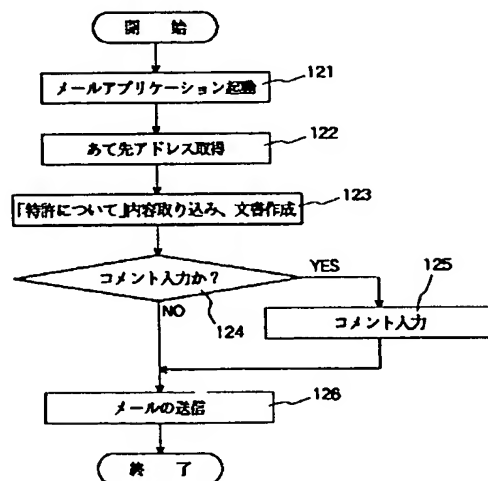 開 始
メールアプリケーション起動
121
あて先アドレス取得
122
「特許について」内容取り込み、文書作成
123
コメント入力か？
YES
124
NO
125
コメント入力
メールの送信
126
終 了